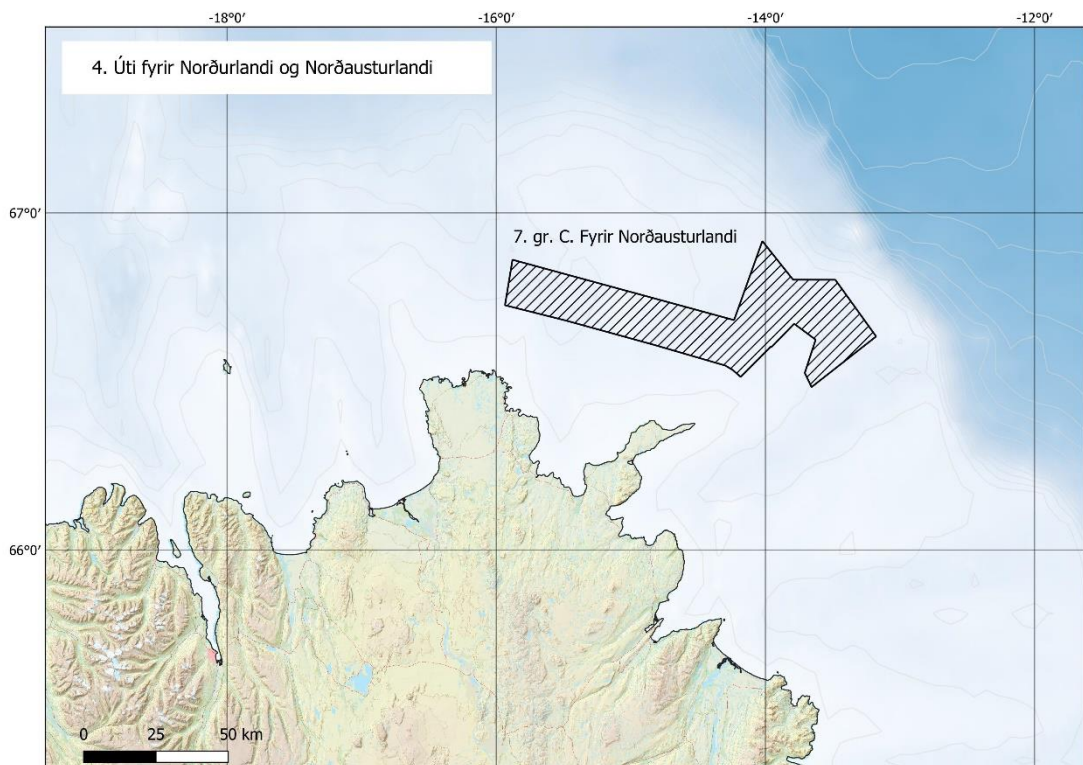 -18°0'
-16°0'
-14°0'
-12°0'
4. Úti fyrir Norðurlandi og Norðausturlandi
67°0'
7. gr. C. Fyrir Norðausturlandi
66°0'
0
25
50 km